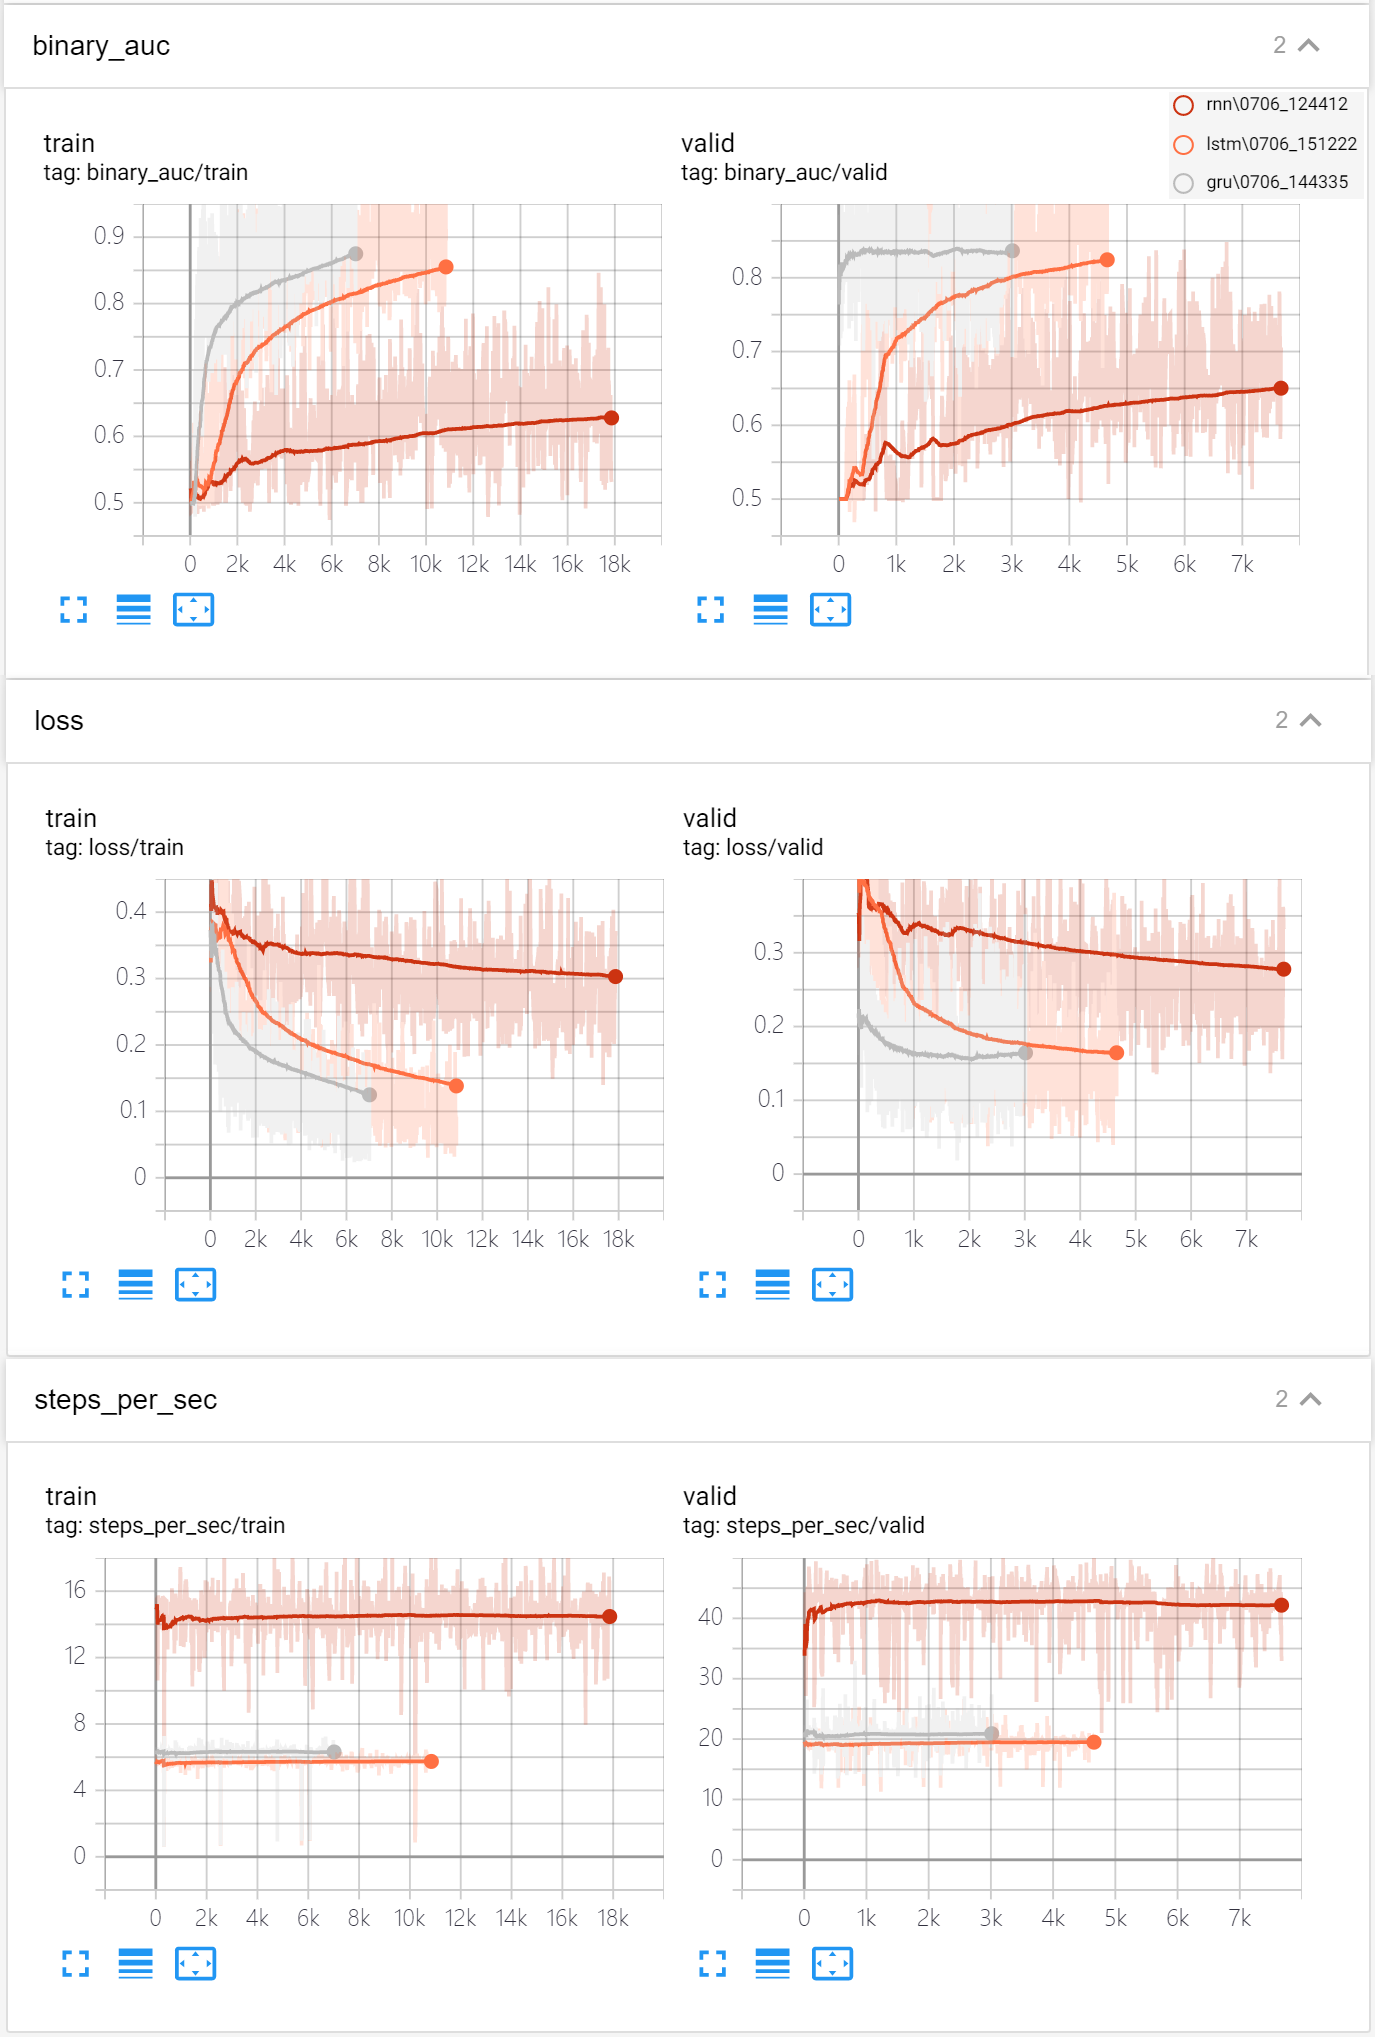 binary_auc
2
rnn\0706_124412
lstm\0706_151222
gru\0706_144335
train
tag: binary_auc/train
0.9
0.8
0.7
0.6
0.5
0 2k 4k 6k 8k 10k 12k 14k 16k 18k
valid
tag: binary_auc/valid
0.8
0.7
0.6
0.5
0 1k 2k 3k 4k 5k 6k 7k
loss
2
train
tag: loss/train
0.4
0.3
0.2
0.1
0
0 2k 4k 6k 8k 10k 12k 14k 16k 18k
valid
tag: loss/valid
0.3
0.2
0.1
0
0 1k 2k 3k 4k 5k 6k 7k
steps_per_sec
2
train
tag: steps_per_sec/train
16
12
8
4
0
0 2k 4k 6k 8k 10k 12k 14k 16k 18k
valid
tag: steps_per_sec/valid
40
30
20
10
0
0 1k 2k 3k 4k 5k 6k 7k